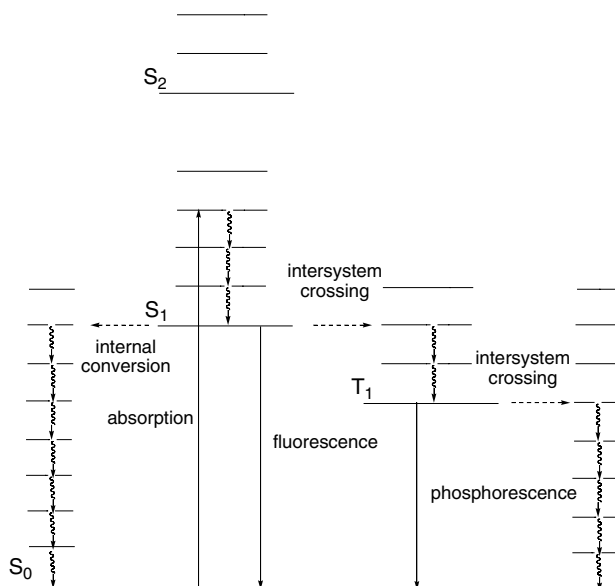 S2
intersystem
crossing
S1
internal
conversion
intersystem
crossing
T1
absorption
fluorescence
phosphorescence
S0